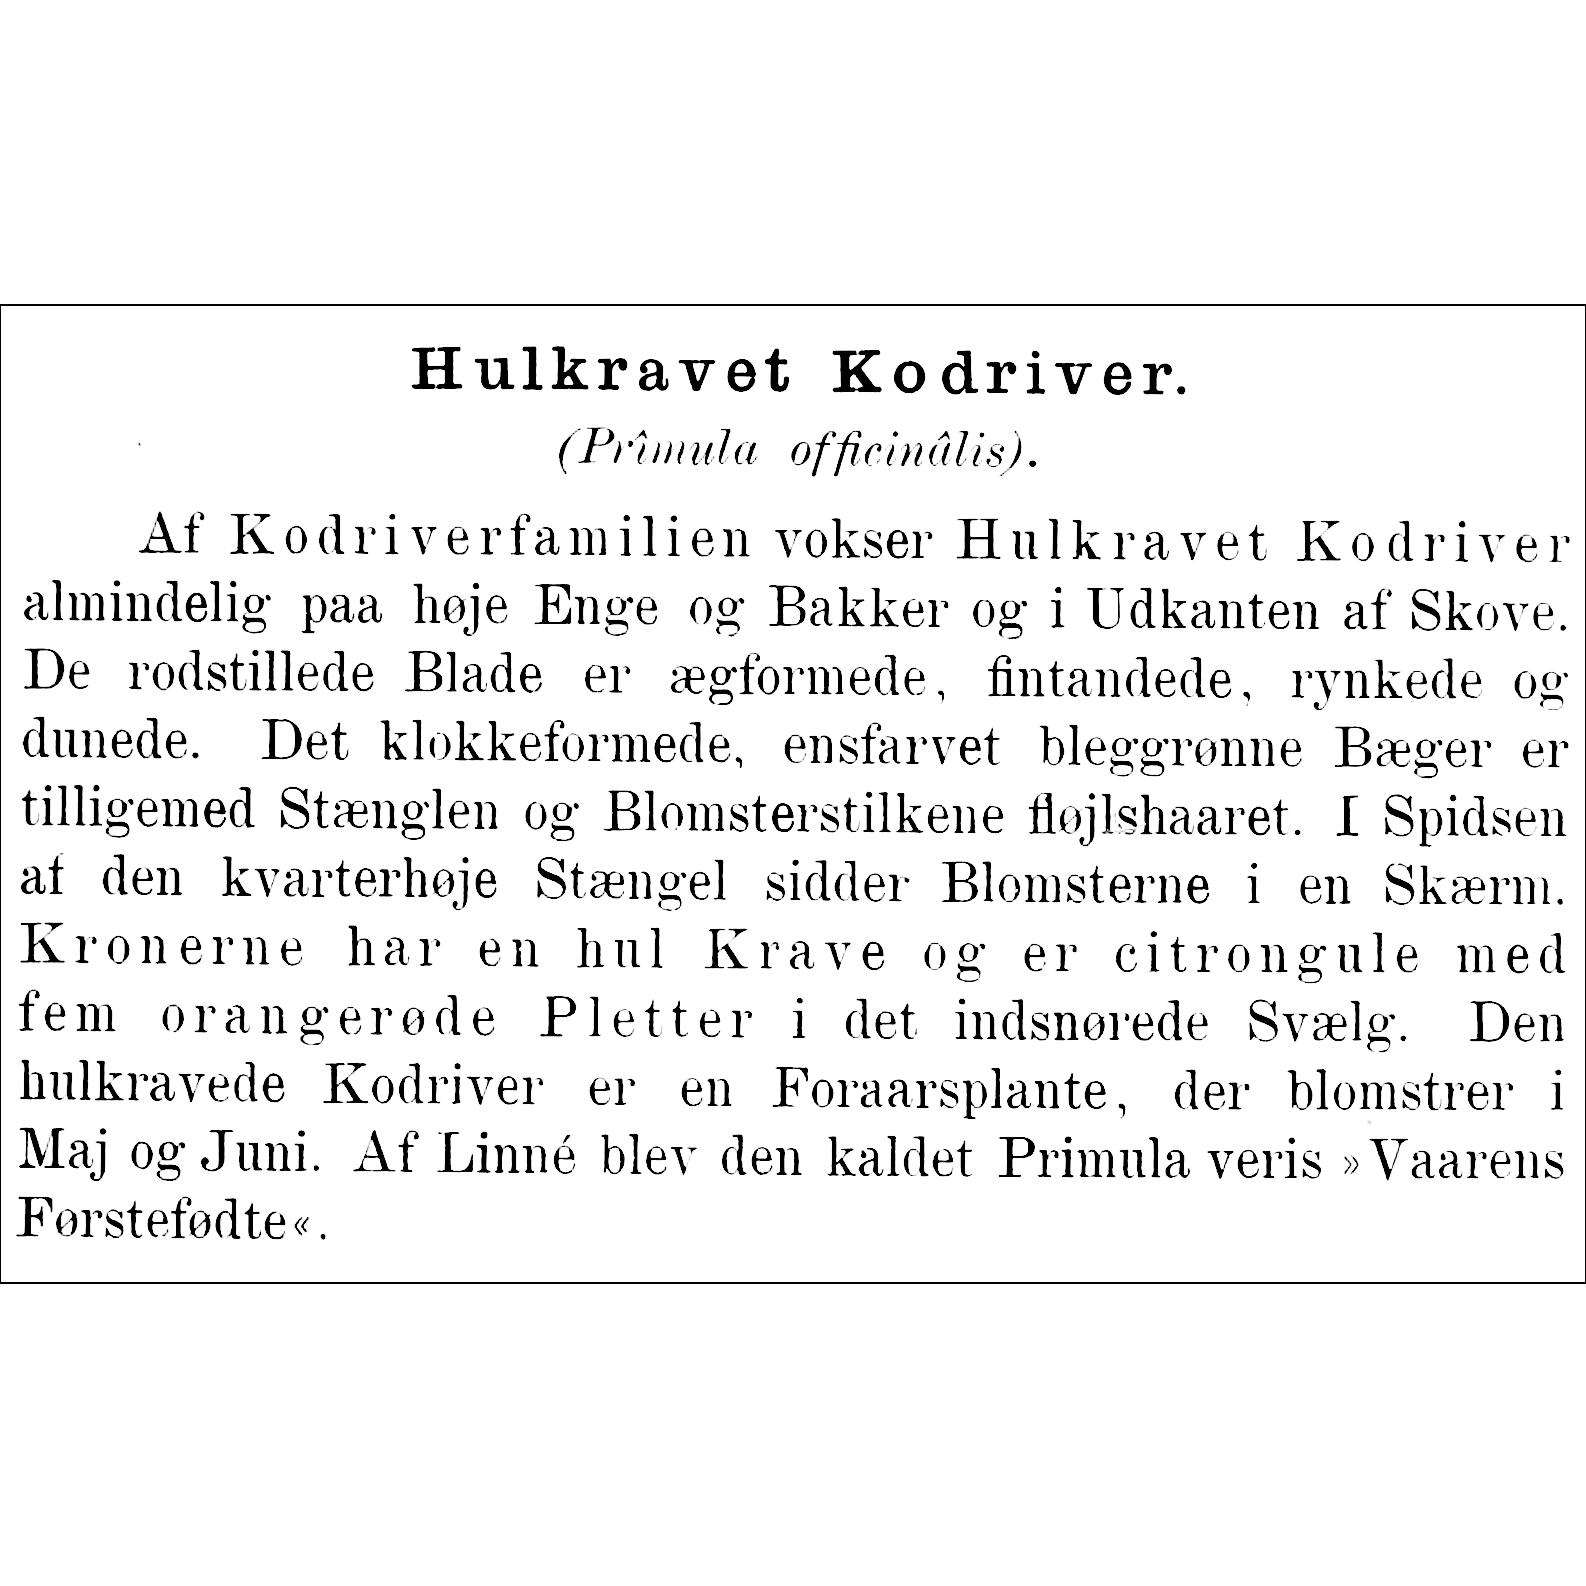 Hulkravet Kodriver.
(Prîmula officinâlis).
Af Kodriverfamilien vokser Hulkravet Kodriver
almindelig paa høje Enge og Bakker og i Udkanten af Skove.
De rodstillede Blade er ægformede, fintandede, rynkede og
dunede. Det klokkeformede, ensfarvet bleggrønne Bæger er
tilligemed Stænglen og Blomsterstilkene fløjlshaaret. I Spidsen
af den kvarterhøje Stængel sidder Blomsterne i en Skærm.
Kronerne har en hul Krave og er citrongule med
fem orangerøde Pletter i det indsnørede Svælg. Den
hulkravede Kodriver er en Foraarsplante, der blomstrer i
Maj og Juni. Af Linné blev den kaldet Primula veris »Vaarens
Førstefødte«.